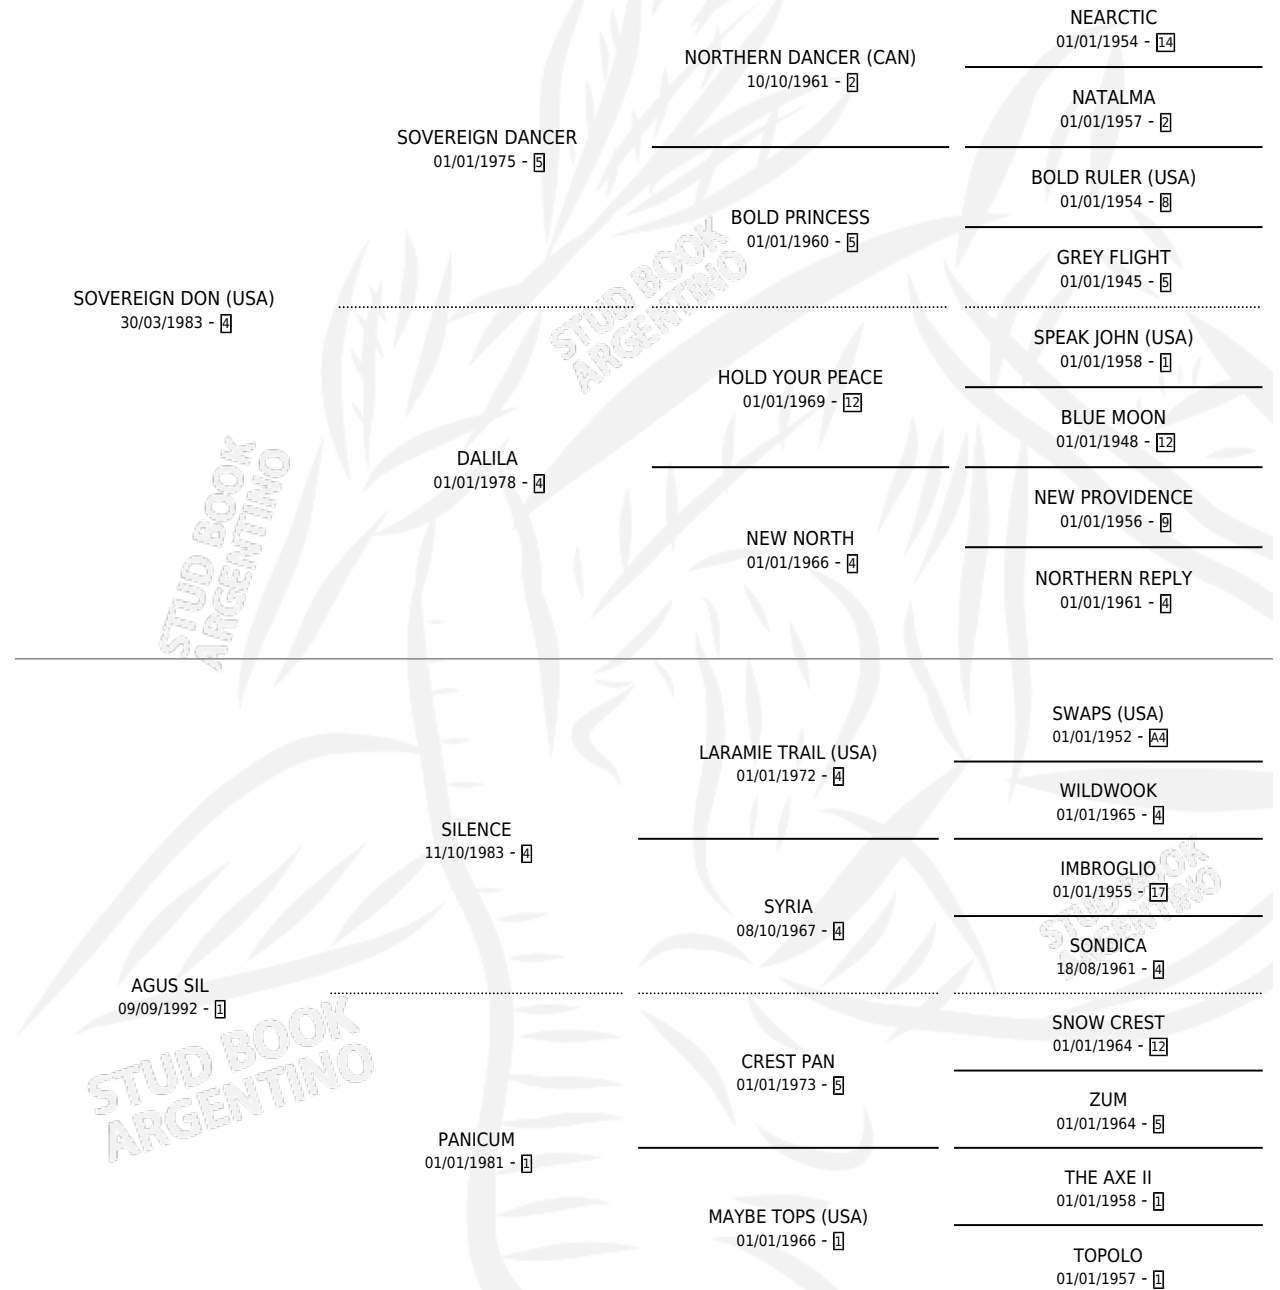 NEARCTIC
01/01/1954 - 14
NORTHERN DANCER (CAN)
10/10/1961 - 2
NATALMA
01/01/1957 - 2
SOVEREIGN DANCER
01/01/1975 - 5
BOLD RULER (USA)
01/01/1954 - 8
BOLD PRINCESS
01/01/1960 - 5
GREY FLIGHT
01/01/1945 - 5
SOVEREIGN DON (USA)
30/03/1983 - 4
STUD BOOK
ARGENTINO
SPEAK JOHN (USA)
01/01/1958 - 1
HOLD YOUR PEACE
01/01/1969 - 12
BLUE MOON
01/01/1948 - 12
DALILA
01/01/1978 - 4
NEW PROVIDENCE
01/01/1956 - 9
NEW NORTH
01/01/1966 - 4
NORTHERN REPLY
01/01/1961 - 4
STUD BOOK
ARGENTINO
SWAPS (USA)
01/01/1952 - A4
LARAMIE TRAIL (USA)
01/01/1972 - 4
WILDWOOK
01/01/1965 - 4
SILENCE
11/10/1983 - 4
IMBROGLIO
01/01/1955 - 17
SYRIA
08/10/1967 - 4
SONDICA
18/08/1961 - 4
STUD BOOK
ARGENTINO
AGUS SIL
09/09/1992 - 1
SNOW CREST
01/01/1964 - 12
CREST PAN
01/01/1973 - 5
ZUM
01/01/1964 - 5
STUD BOOK
ARGENTINO
PANICUM
01/01/1981 - 1
THE AXE II
01/01/1958 - 1
MAYBE TOPS (USA)
01/01/1966 - 1
TOPOLO
01/01/1957 - 1